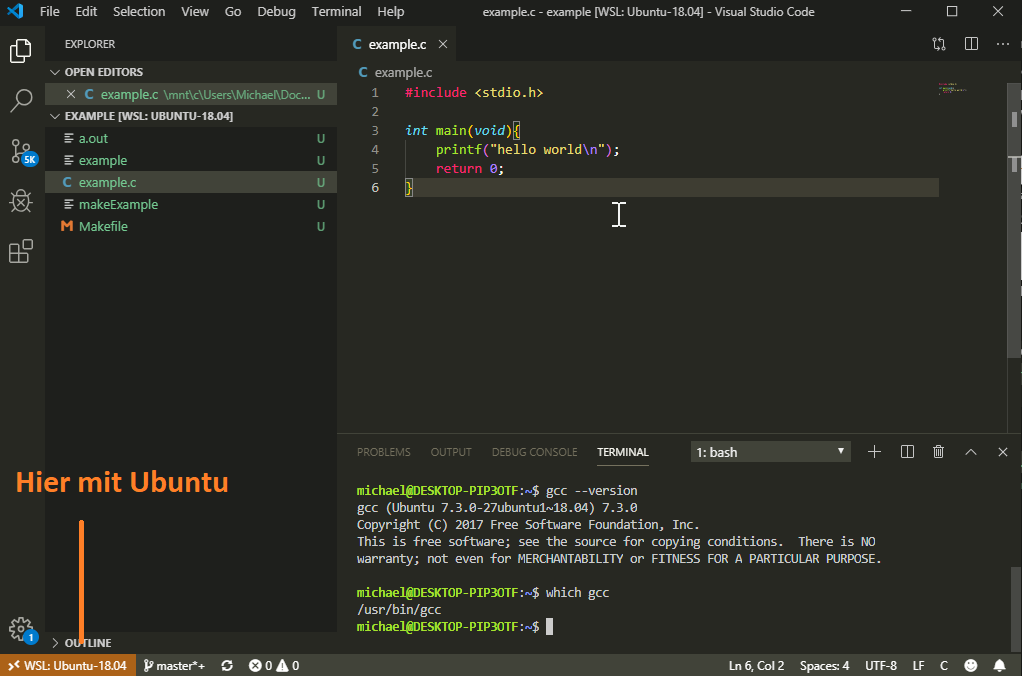 File Edit Selection View Go Debug Terminal Help
example.c - example [WSL: Ubuntu-18.04] - Visual Studio Code
EXPLORER
OPEN EDITORS
example.c \mnt\c\Users\Michael\Doc... U
EXAMPLE [WSL: UBUNTU-18.04]
a.out U
example U
C example.c U
makeExample U
M Makefile U
5K
Hier mit Ubuntu
1
OUTLINE
C example.c
C example.c
1 #include <stdio.h>
2
3 int main(void){
4 printf("hello world\n");
5 return 0;
6 }
PROBLEMS OUTPUT DEBUG CONSOLE TERMINAL 1: bash
michael@DESKTOP-PIP3OTF:~$ gcc --version
gcc (Ubuntu 7.3.0-27ubuntu1~18.04) 7.3.0
Copyright (C) 2017 Free Software Foundation, Inc.
This is free software; see the source for copying conditions. There is NO
warranty; not even for MERCHANTABILITY or FITNESS FOR A PARTICULAR PURPOSE.
michael@DESKTOP-PIP3OTF:~$ which gcc
/usr/bin/gcc
michael@DESKTOP-PIP3OTF:~$
WSL: Ubuntu-18.04 master*+ 0 0 Ln 6, Col 2 Spaces: 4 UTF-8 LF C